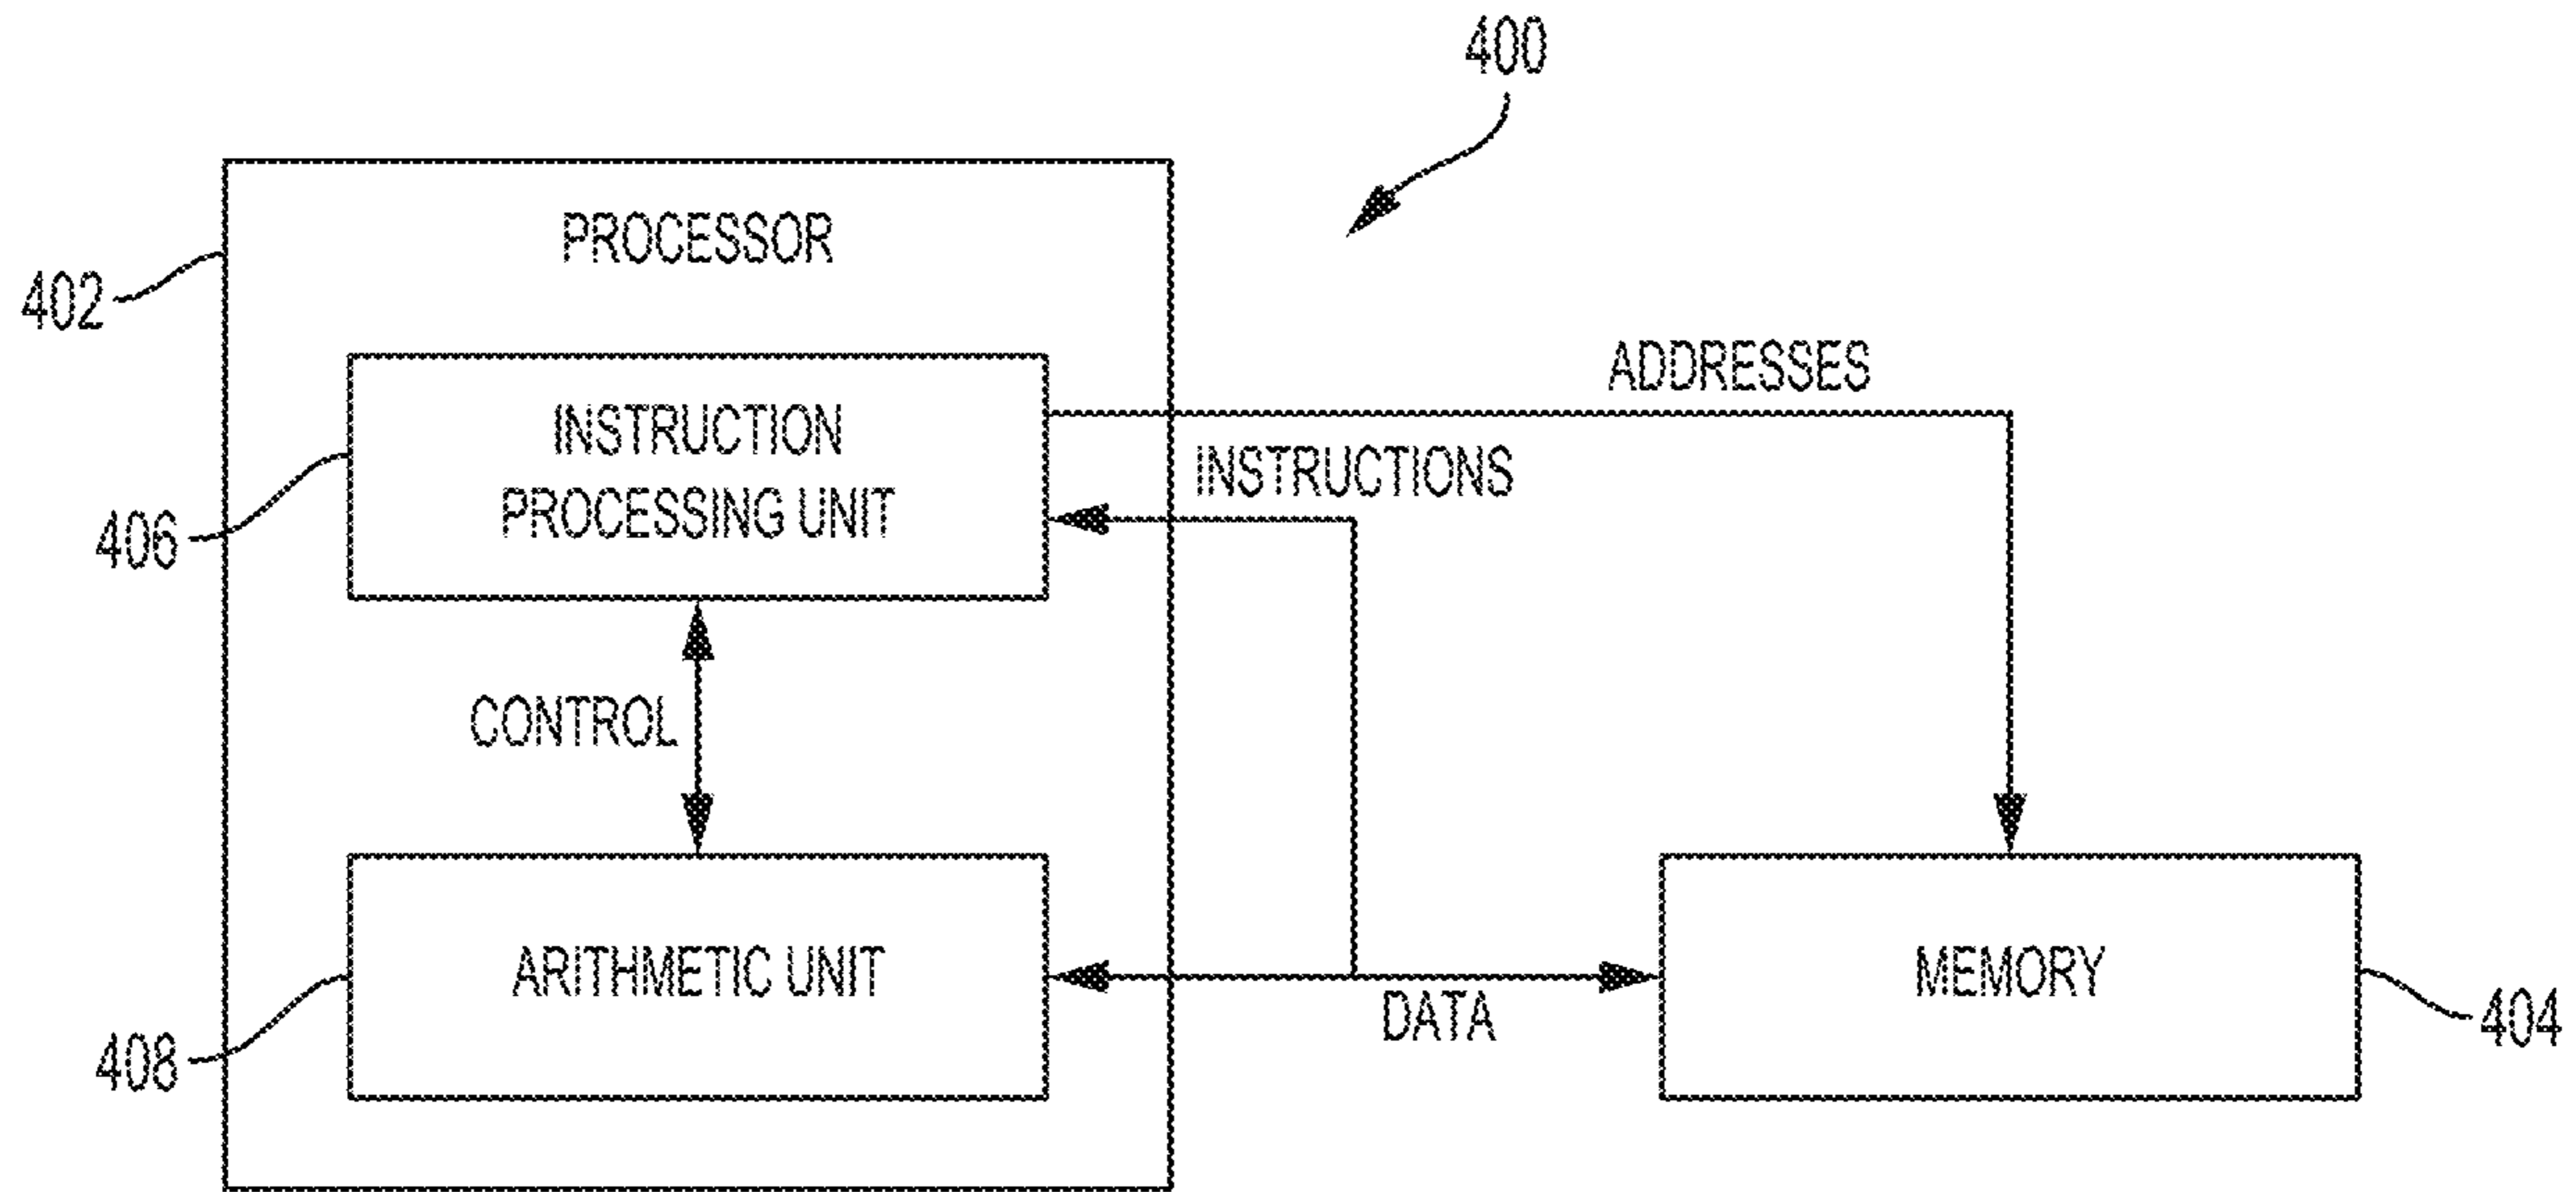 400
PROCESSOR
402
ADDRESSES
INSTRUCTION
PROCESSING UNIT
INSTRUCTIONS
406
CONTROL
ARITHMETIC UNIT
MEMORY
DATA
404
408